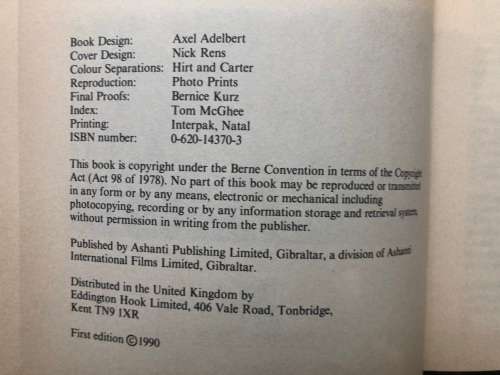 Book Design: Axel Adelbert
Cover Design: Nick Rens
Colour Separations: Hirt and Carter
Reproduction: Photo Prints
Final Proofs: Bernice Kurz
Index: Tom McGhee
Printing: Interpak, Natal
ISBN number: 0-620-14370-3
This book is copyright under the Berne Convention in terms of the Copyright
Act (Act 98 of 1978). No part of this book may be reproduced or transmitted
in any form or by any means, electronic or mechanical including
photocopying, recording or by any information storage and retrieval system,
without permission in writing from the publisher.
Published by Ashanti Publishing Limited, Gibraltar, a division of Ashanti
International Films Limited, Gibraltar.
Distributed in the United Kingdom by
Eddington Hook Limited, 406 Vale Road, Tonbridge,
Kent TN9 1XR
First edition ©1990